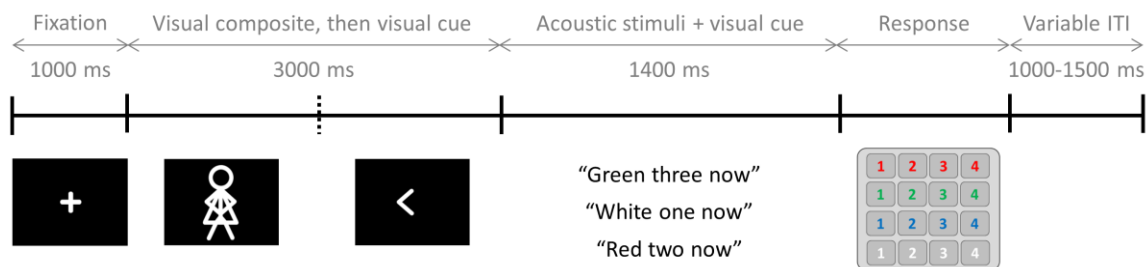 Fixation Visual composite, then visual cue Acoustic stimuli + visual cue Response Variable ITI
1000 ms 3000 ms 1400 ms 1000-1500 ms
+ <
“Green three now”
“White one now”
“Red two now”
1 2 3 4
1 2 3 4
1 2 3 4
1 2 3 4